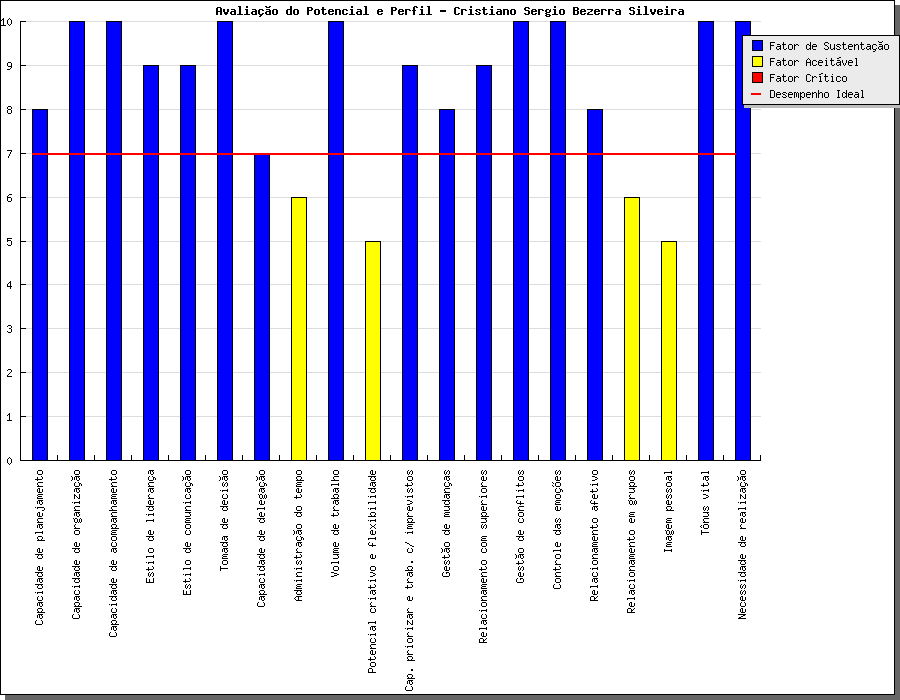 Avaliação do Potencial e Perfil - Cristiano Sergio Bezerra Silveira
10
9
8
7
6
5
4
3
2
1
0
Fator de Sustentação
Fator Aceitável
Fator Crítico
Desempenho Ideal
Capacidade de planejamento
Capacidade de organização
Capacidade de acompanhamento
Estilo de liderança
Estilo de comunicação
Tomada de decisão
Capacidade de delegação
Administração do tempo
Volume de trabalho
Potencial criativo e flexibilidade
Cap. priorizar e trab. c/ imprevistos
Gestão de mudanças
Relacionamento com superiores
Gestão de conflitos
Controle das emoções
Relacionamento afetivo
Relacionamento em grupos
Imagem pessoal
Tônus vital
Necessidade de realização